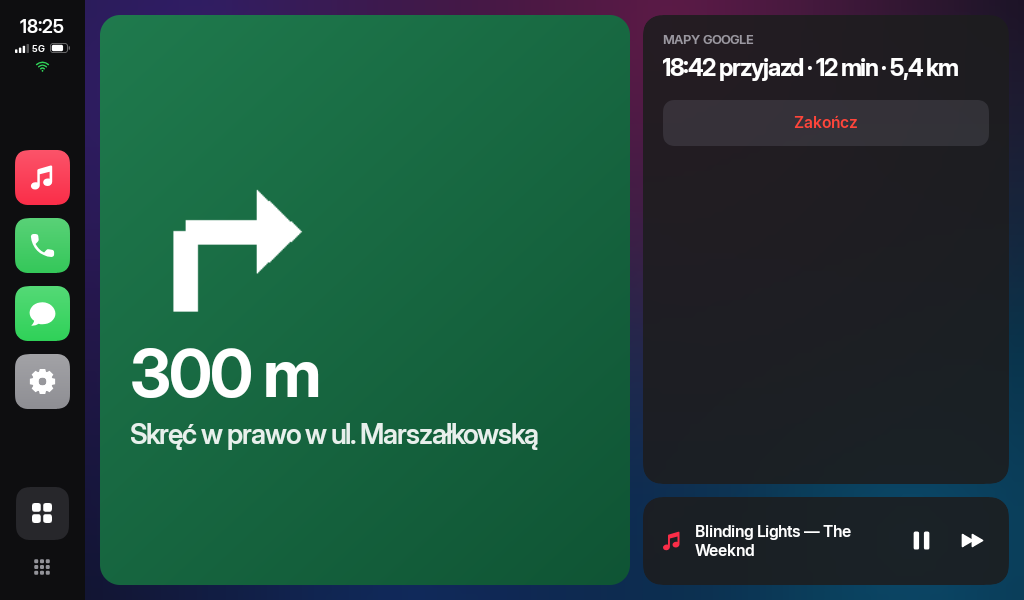 18:25
5G
300 m
Skręć w prawo w ul. Marszałkowską
MAPY GOOGLE
18:42 przyjazd · 12 min · 5,4 km
Zakończ
Blinding Lights — The
Weeknd